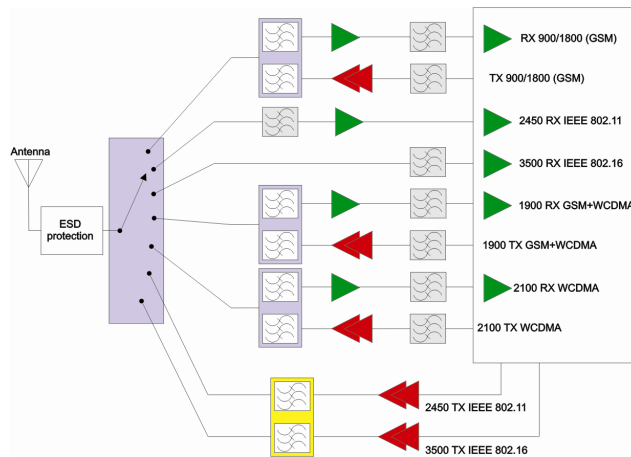 RX 900/1800 (GSM)
TX 900/1800 (GSM)
2450 RX IEEE 802.11
Antenna
3500 RX IEEE 802.16
ESD
protection
1900 RX GSM+WCDMA
1900 TX GSM+WCDMA
2100 RX WCDMA
2100 TX WCDMA
2450 TX IEEE 802.11
3500 TX IEEE 802.16